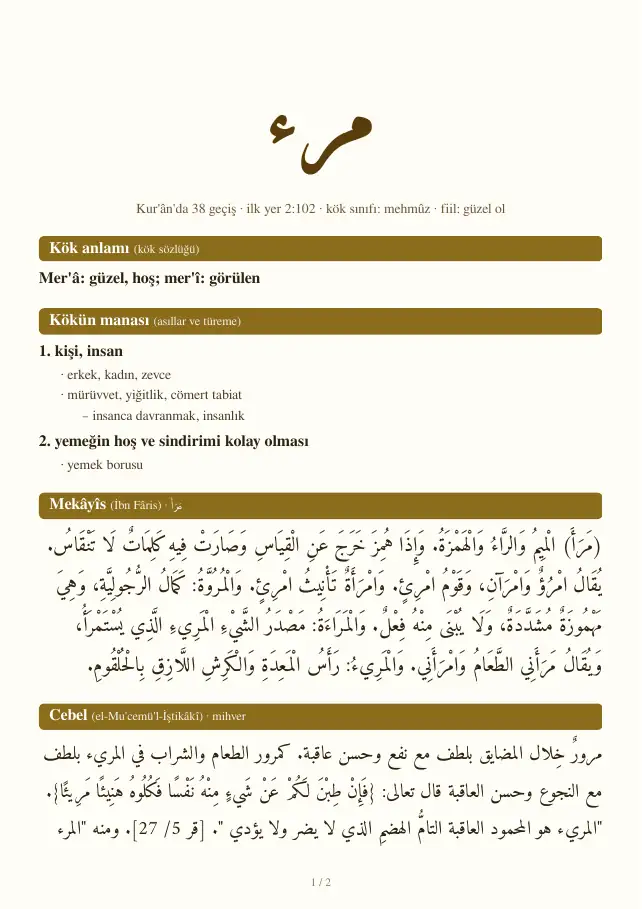 مرء
Kur'ân'da 38 geçiş · ilk yer 2:102 · kök sınıfı: mehmûz · fiil: güzel ol
Kök anlamı (kök sözlüğü)
Mer'â: güzel, hoş; mer'î: görülen
Kökün manası (asıllar ve türeme)
1. kişi, insan
· erkek, kadın, zevce
· mürüvvet, yiğitlik, cömert tabiat
– insanca davranmak, insanlık
2. yemeğin hoş ve sindirimi kolay olması
· yemek borusu
Mekâyîs (İbn Fâris) · مَرَأَ
(مَرَأَ) الْمِيمُ وَالرَّاءُ وَالْهَمْزَةُ. وَإِذَا هُمِزَ خَرَجَ عَنِ الْقِيَاسِ وَصَارَتْ فِيهِ كَلِمَاتٌ لَا تَنْقَاسُ.
يُقَالُ امْرُؤٌ وَامْرَآنِ، وَقَوْمُ امْرِئٍ. وَامْرَأَةٌ تَأْنِيثُ امْرِئٍ. وَالْمُرُوَّةُ: كَمَالُ الرُّجُولِيَّةِ، وَهِيَ
مَهْمُوزَةٌ مُشَدَّدَةٌ، وَلَا يُبْنَى مِنْهُ فِعْلٌ. وَالْمَرَاءَةُ: مَصْدَرُ الشَّيْءِ الْمَرِيءِ الَّذِي يُسْتَمْرَأُ،
وَيُقَالُ مَرَأَنِي الطَّعَامُ وَامْرَأَنِي. وَالْمَرِيءُ: رَأْسُ الْمَعِدَةِ وَالْكَرِشِ اللَّازِقِ بِالْحُلْقُومِ.
Cebel (el-Mu'cemü'l-İştikâkî) · mihver
مرورٌ خِلال المضايق بلطف مع نفع وحسن عاقبة. كمرور الطعام والشراب في المريء بلطف
مع النجوع وحسن العاقبة قال تعالى: {فَإِنْ طِبْنَ لَكُمْ عَنْ شَيْءٍ مِنْهُ نَفْسًا فَكُلُوهُ هَنِيئًا مَرِيئًا}.
"المريء هو المحمود العاقبة التامُّ الهضمِ الذي لا يضر ولا يؤدي ". [قر 5/ 27]. ومنه "المرء
1 / 2